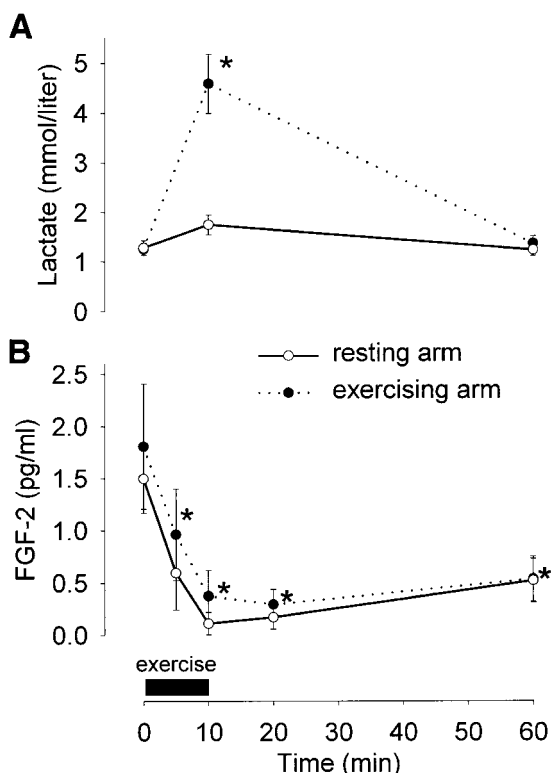 A
Lactate (mmol/liter)
5
4
3
2
1
0
*
B
resting arm
exercising arm
FGF-2 (pg/ml)
2.5
2.0
1.5
1.0
0.5
0.0
*
*
*
*
exercise
0 10 20 30 40 50 60
Time (min)